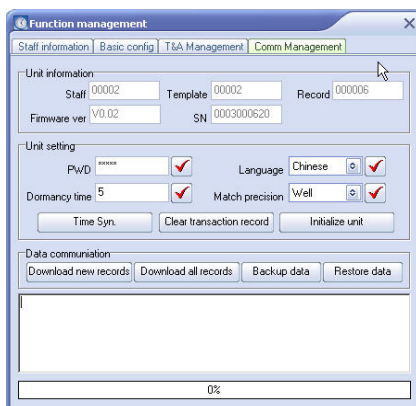 Function management
Staff information Basic config T&A Management Comm Management
Unit information
Staff 00002 Template 00002 Record 000006
Firmware ver V0.02 SN 0003000620
Unit setting
PWD ***** Language Chinese
Dormancy time 5 Match precision Well
Time Syn. Clear transaction record Initialize unit
Data communiation
Download new records Download all records Backup data Restore data
0%